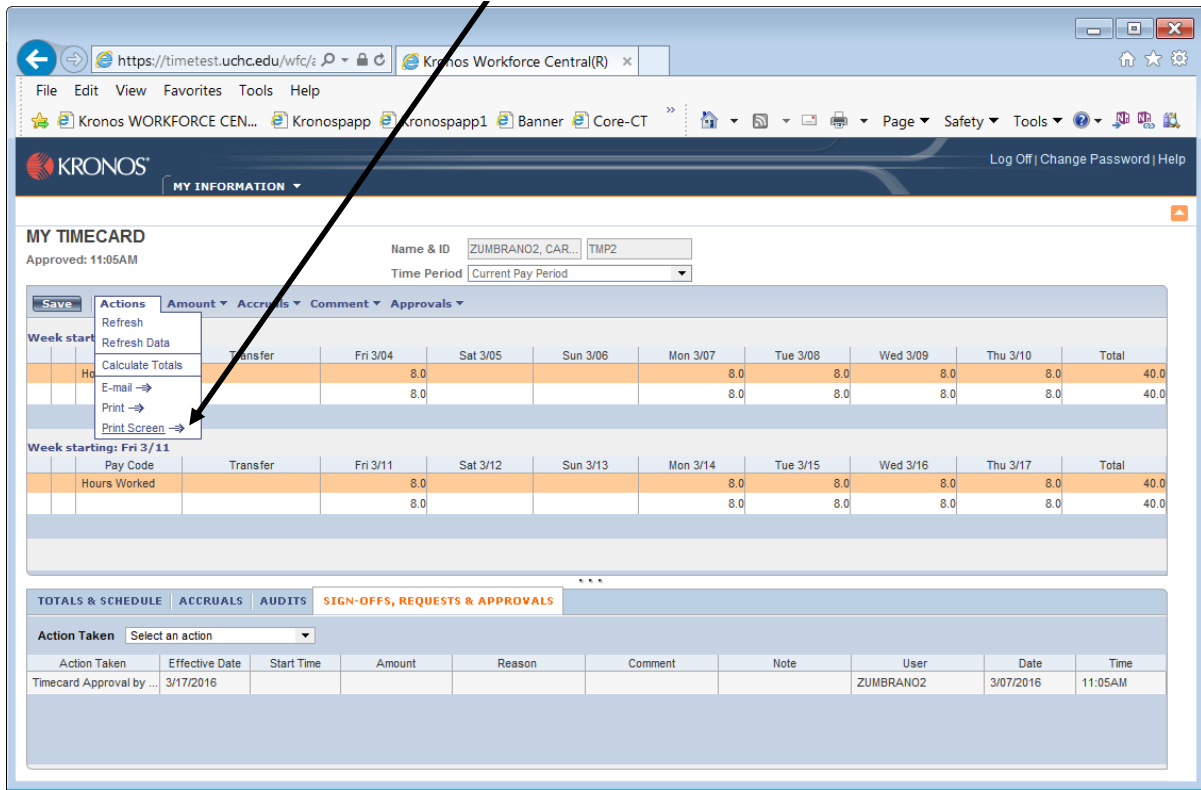 https://timetest.uchc.edu/wfc/a
Kronos Workforce Central(R)
File Edit View Favorites Tools Help
Kronos WORKFORCE CEN... Kronospapp Kronospapp1 Banner Core-CT » Page Safety Tools
KRONOS®
Log Off | Change Password | Help
MY INFORMATION
MY TIMECARD
Approved: 11:05AM
Name & ID ZUMBRANO2, CAR... TMP2
Time Period Current Pay Period
Save Actions Amount Accruals Comment Approvals
Refresh
Refresh Data
Calculate Totals
E-mail
Print
Print Screen
Week start
Transfer Fri 3/04 Sat 3/05 Sun 3/06 Mon 3/07 Tue 3/08 Wed 3/09 Thu 3/10 Total
Ho 8.0 8.0 8.0 8.0 8.0 40.0
8.0 8.0 8.0 8.0 8.0 40.0
Week starting: Fri 3/11
Pay Code Transfer Fri 3/11 Sat 3/12 Sun 3/13 Mon 3/14 Tue 3/15 Wed 3/16 Thu 3/17 Total
Hours Worked 8.0 8.0 8.0 8.0 8.0 40.0
8.0 8.0 8.0 8.0 8.0 40.0
TOTALS & SCHEDULE ACCRUALS AUDITS SIGN-OFFS, REQUESTS & APPROVALS
Action Taken Select an action
Action Taken Effective Date Start Time Amount Reason Comment Note User Date Time
Timecard Approval by ... 3/17/2016 ZUMBRANO2 3/07/2016 11:05AM